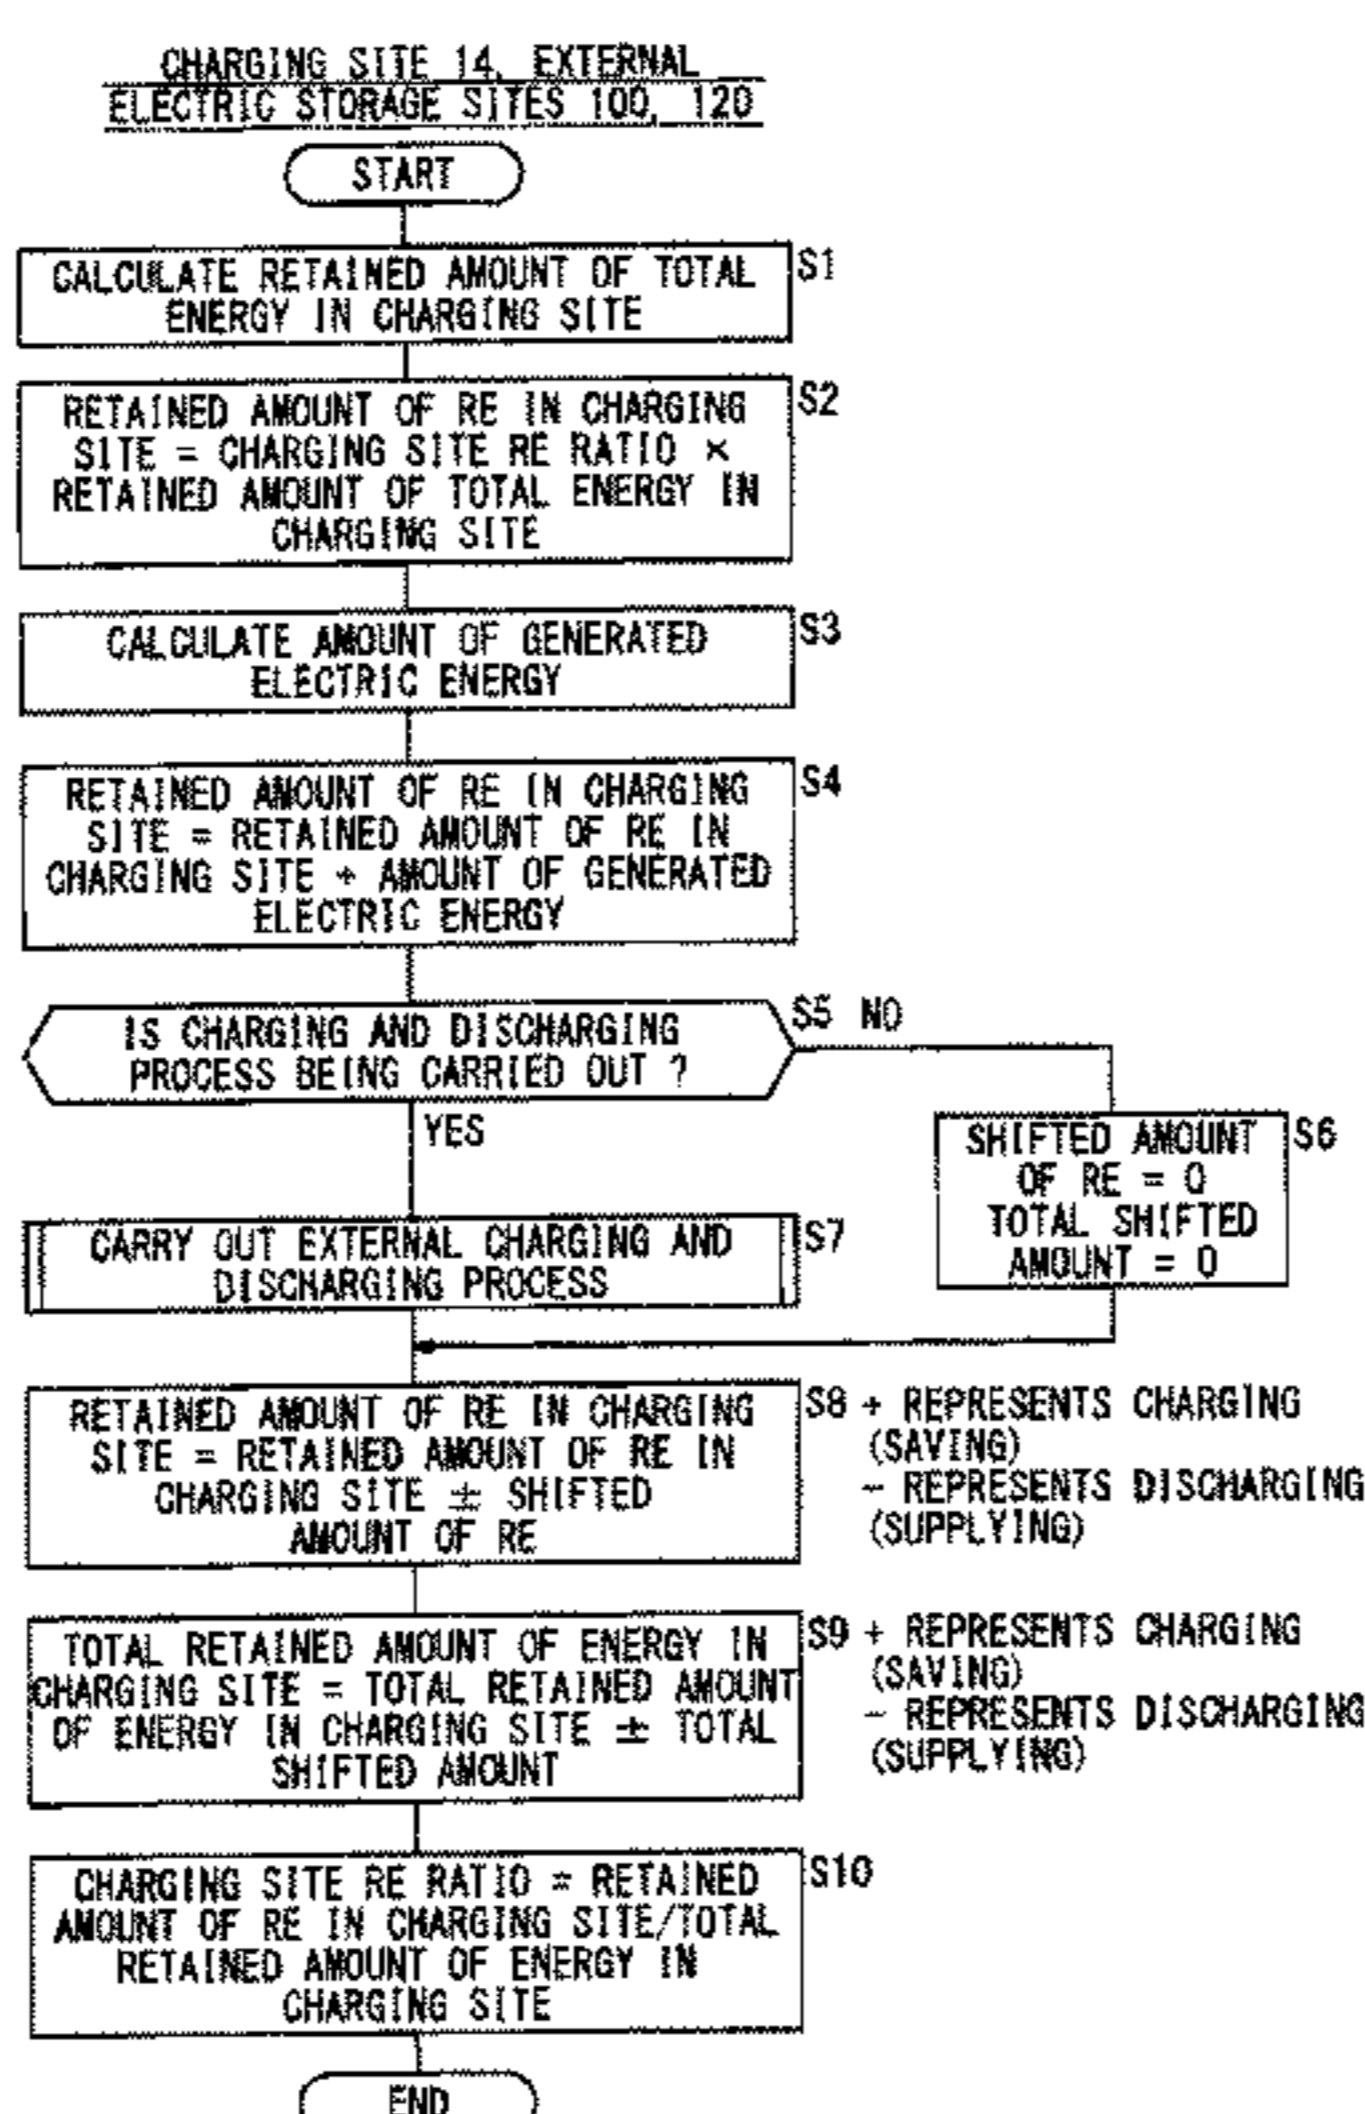 CHARGING SITE 14, EXTERNAL
ELECTRIC STORAGE SITES 100, 120
START
CALCULATE RETAINED AMOUNT OF TOTAL
ENERGY IN CHARGING SITE
S1
RETAINED AMOUNT OF RE IN CHARGING
SITE = CHARGING SITE RE RATIO ×
RETAINED AMOUNT OF TOTAL ENERGY IN
CHARGING SITE
S2
CALCULATE AMOUNT OF GENERATED
ELECTRIC ENERGY
S3
RETAINED AMOUNT OF RE IN CHARGING
SITE = RETAINED AMOUNT OF RE IN
CHARGING SITE + AMOUNT OF GENERATED
ELECTRIC ENERGY
S4
IS CHARGING AND DISCHARGING
PROCESS BEING CARRIED OUT ?
S5 NO
YES
SHIFTED AMOUNT
OF RE = 0
TOTAL SHIFTED
AMOUNT = 0
S6
CARRY OUT EXTERNAL CHARGING AND
DISCHARGING PROCESS
S7
RETAINED AMOUNT OF RE IN CHARGING
SITE = RETAINED AMOUNT OF RE IN
CHARGING SITE ± SHIFTED
AMOUNT OF RE
S8 + REPRESENTS CHARGING
(SAVING)
- REPRESENTS DISCHARGING
(SUPPLYING)
TOTAL RETAINED AMOUNT OF ENERGY IN
CHARGING SITE = TOTAL RETAINED AMOUNT
OF ENERGY IN CHARGING SITE ± TOTAL
SHIFTED AMOUNT
S9 + REPRESENTS CHARGING
(SAVING)
- REPRESENTS DISCHARGING
(SUPPLYING)
CHARGING SITE RE RATIO = RETAINED
AMOUNT OF RE IN CHARGING SITE/TOTAL
RETAINED AMOUNT OF ENERGY IN
CHARGING SITE
S10
END